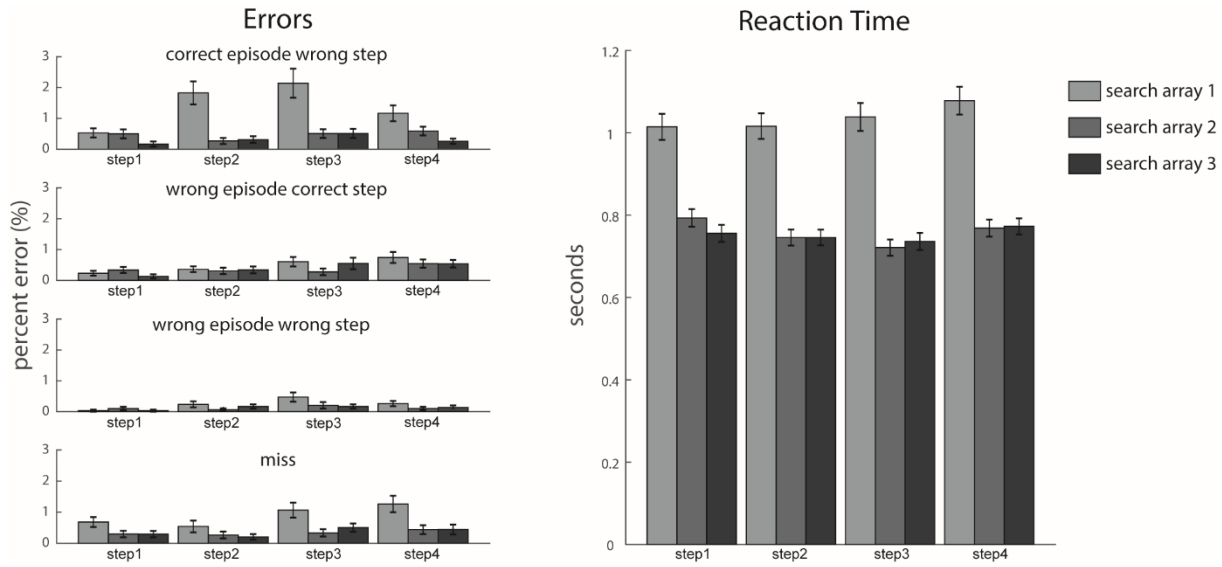 Errors
correct episode wrong step
3
2
1
0
step1 step2 step3 step4
wrong episode correct step
3
2
1
0
step1 step2 step3 step4
wrong episode wrong step
3
2
1
0
step1 step2 step3 step4
miss
3
2
1
0
step1 step2 step3 step4
percent error (%)
Reaction Time
1.2
1
0.8
0.6
0.4
0.2
0
seconds
step1 step2 step3 step4
search array 1
search array 2
search array 3